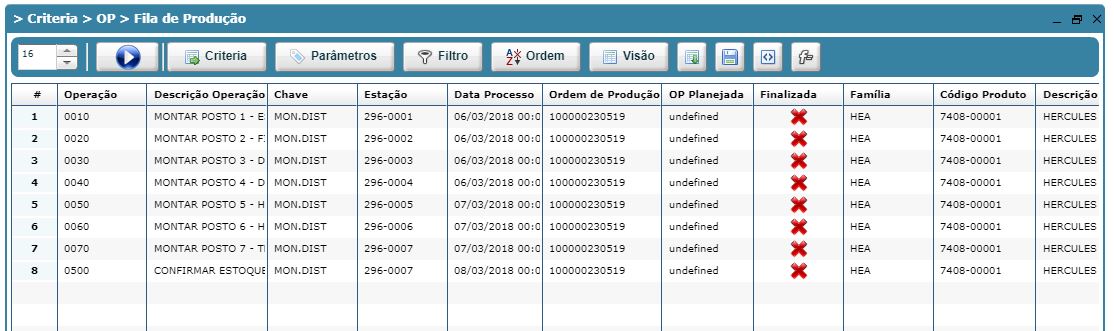 > Criteria > OP > Fila de Produção
16 Criteria Parâmetros Filtro Ordem Visão
# Operação Descrição Operação Chave Estação Data Processo Ordem de Produção OP Planejada Finalizada Família Código Produto Descrição
1 0010 MONTAR POSTO 1 - E MON.DIST 296-0001 06/03/2018 00:0 100000230519 undefined HEA 7408-00001 HERCULES
2 0020 MONTAR POSTO 2 - F MON.DIST 296-0002 06/03/2018 00:0 100000230519 undefined HEA 7408-00001 HERCULES
3 0030 MONTAR POSTO 3 - D MON.DIST 296-0003 06/03/2018 00:0 100000230519 undefined HEA 7408-00001 HERCULES
4 0040 MONTAR POSTO 4 - D MON.DIST 296-0004 06/03/2018 00:0 100000230519 undefined HEA 7408-00001 HERCULES
5 0050 MONTAR POSTO 5 - H MON.DIST 296-0005 07/03/2018 00:0 100000230519 undefined HEA 7408-00001 HERCULES
6 0060 MONTAR POSTO 6 - H MON.DIST 296-0006 07/03/2018 00:0 100000230519 undefined HEA 7408-00001 HERCULES
7 0070 MONTAR POSTO 7 - T MON.DIST 296-0007 07/03/2018 00:0 100000230519 undefined HEA 7408-00001 HERCULES
8 0500 CONFIRMAR ESTOQUE MON.DIST 296-0007 08/03/2018 00:0 100000230519 undefined HEA 7408-00001 HERCULES